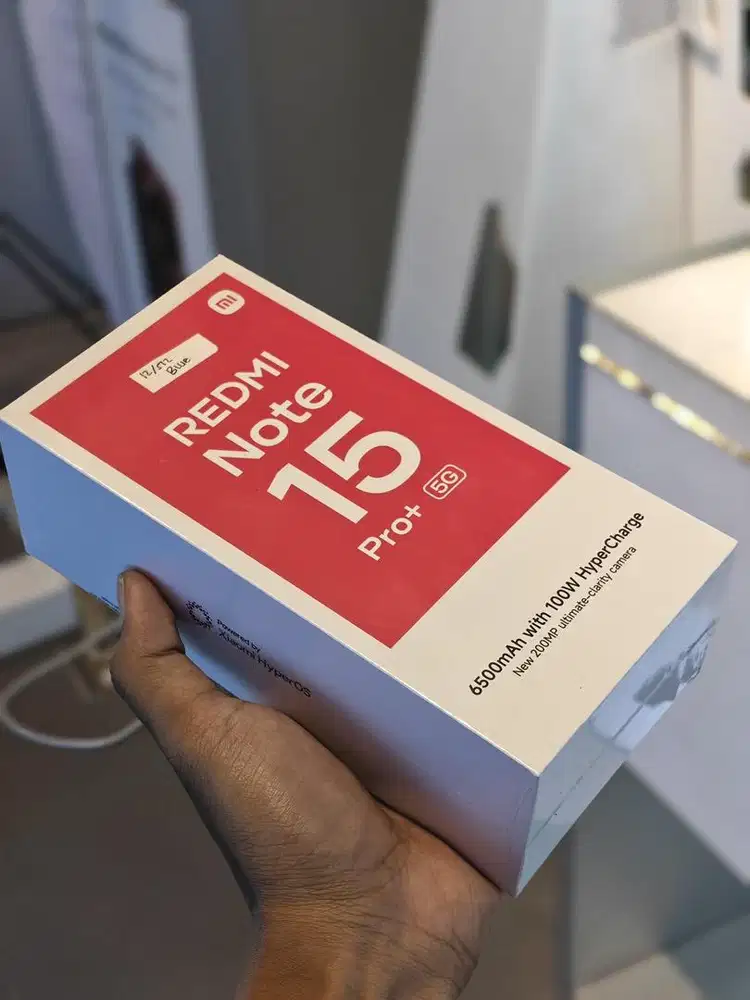 mi
12/512
Blue
REDMI
Note
15
Pro+ 5G
6500mAh with 100W HyperCharge
New 200MP ultimate-clarity camera
Powered by
Xiaomi HyperOS